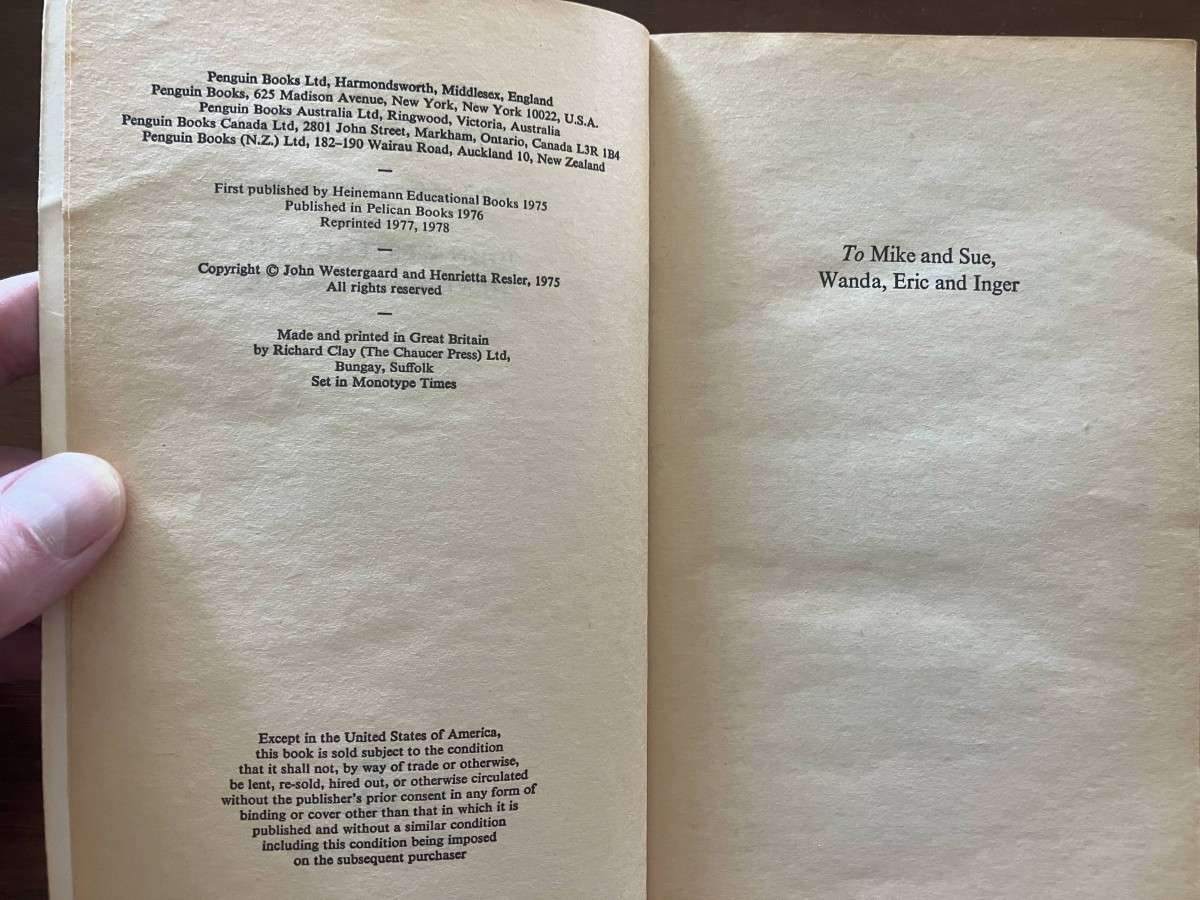 Penguin Books Ltd, Harmondsworth, Middlesex, England
Penguin Books, 625 Madison Avenue, New York, New York 10022, U.S.A.
Penguin Books Australia Ltd, Ringwood, Victoria, Australia
Penguin Books Canada Ltd, 2801 John Street, Markham, Ontario, Canada L3R 1B4
Penguin Books (N.Z.) Ltd, 182–190 Wairau Road, Auckland 10, New Zealand
—
First published by Heinemann Educational Books 1975
Published in Pelican Books 1976
Reprinted 1977, 1978
—
Copyright © John Westergaard and Henrietta Resler, 1975
All rights reserved
—
Made and printed in Great Britain
by Richard Clay (The Chaucer Press) Ltd,
Bungay, Suffolk
Set in Monotype Times
Except in the United States of America,
this book is sold subject to the condition
that it shall not, by way of trade or otherwise,
be lent, re-sold, hired out, or otherwise circulated
without the publisher's prior consent in any form of
binding or cover other than that in which it is
published and without a similar condition
including this condition being imposed
on the subsequent purchaser
To Mike and Sue,
Wanda, Eric and Inger